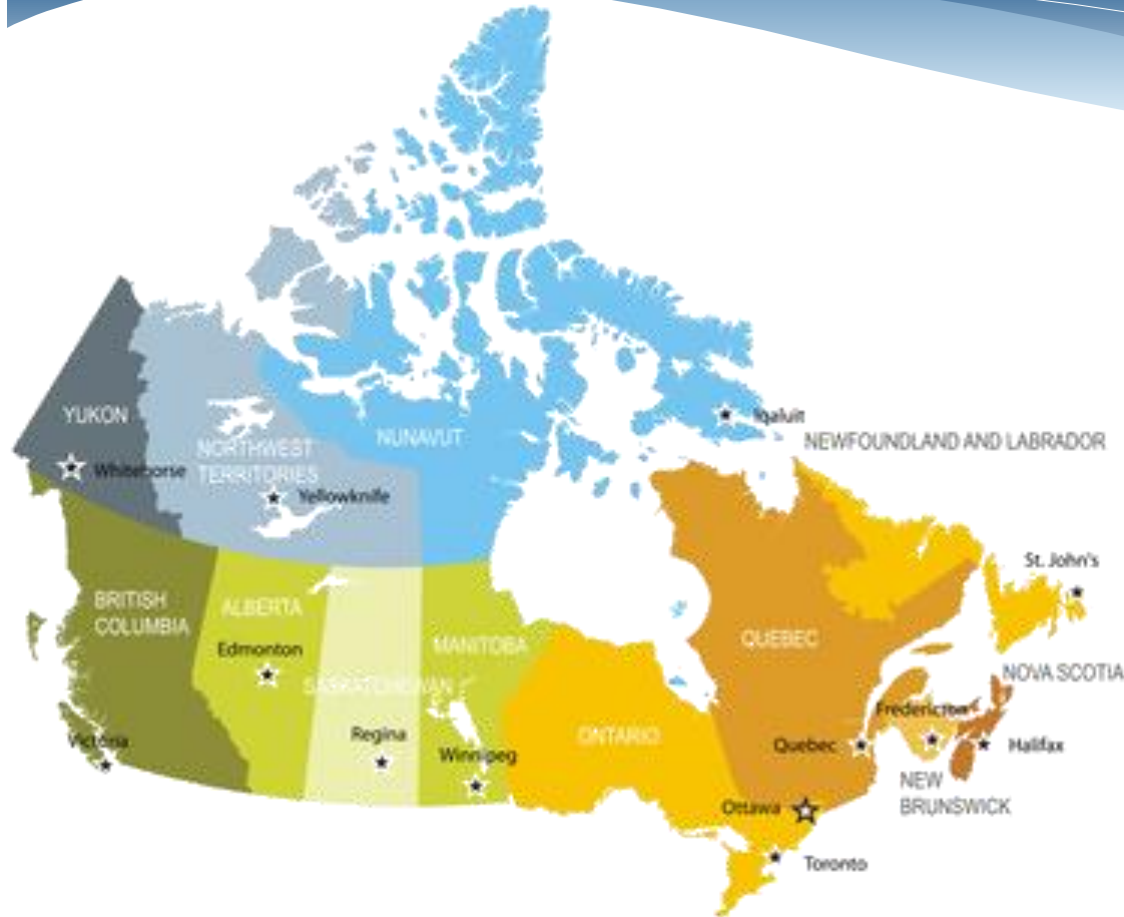 Iqaluit
YUKON
NUNAVUT
NEWFOUNDLAND AND LABRADOR
NORTHWEST
TERRITORIES
Whitehorse
Yellowknife
St. John's
BRITISH
COLUMBIA
ALBERTA
MANITOBA
QUEBEC
Edmonton
NOVA SCOTIA
SASKATCHEWAN
Fredericton
Victoria
Regina
ONTARIO
Quebec
Halifax
Winnipeg
NEW
BRUNSWICK
Ottawa
Toronto